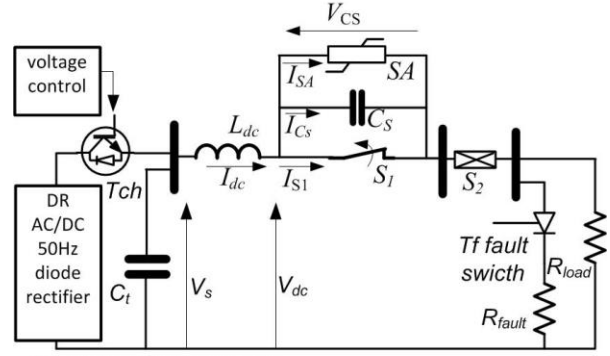 V_CS
voltage
control
I_SA
SA
I_Cs
C_S
L_dc
Tch
I_dc
I_S1
S_1
S_2
DR
AC/DC
50Hz
diode
rectifier
C_t
V_s
V_dc
Tf fault
swicth
R_load
R_fault